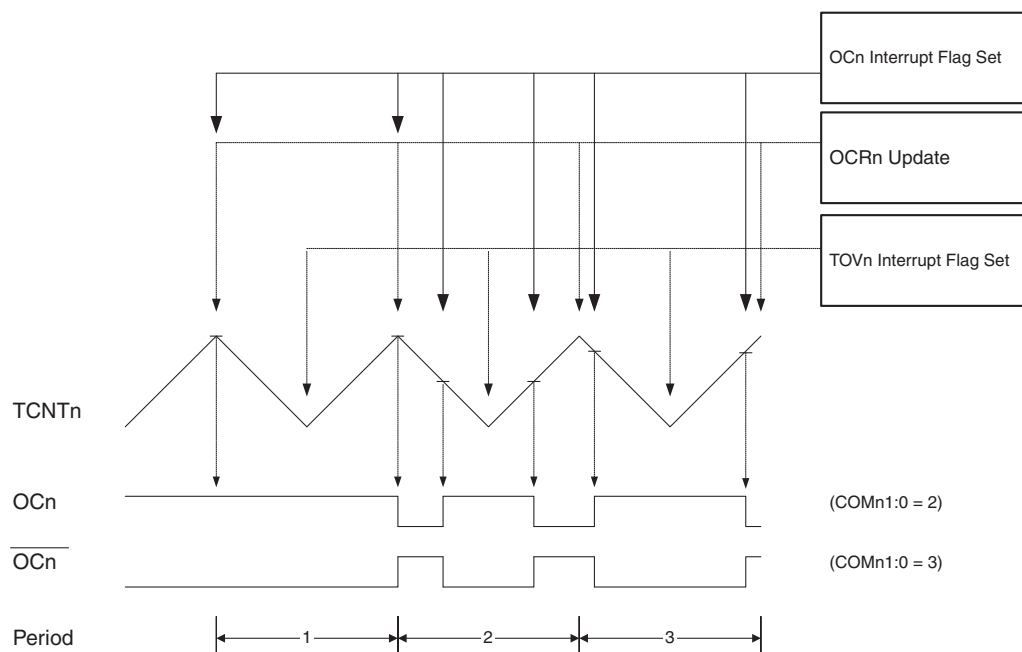 OCn Interrupt Flag Set
OCRn Update
TOVn Interrupt Flag Set
TCNTn
OCn
(COMn1:0 = 2)
OCn
(COMn1:0 = 3)
Period
1
2
3